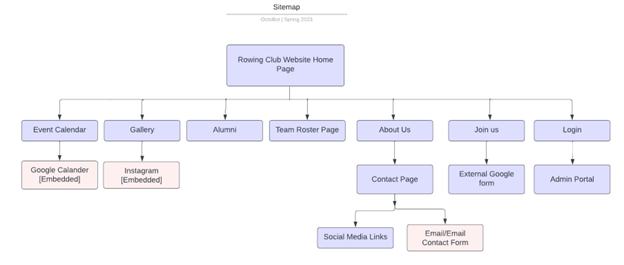 Sitemap
OctoBot | Spring 2023
Rowing Club Website Home
Page
Event Calendar
Gallery
Alumni
Team Roster Page
About Us
Join us
Login
Google Calander
[Embedded]
Instagram
[Embedded]
Contact Page
External Google
form
Admin Portal
Social Media Links
Email/Email
Contact Form